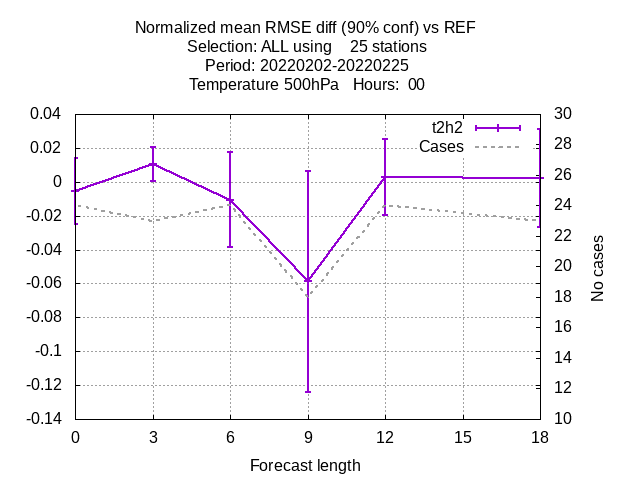 Normalized mean RMSE diff (90% conf) vs REF
Selection: ALL using    25 stations
Period: 20220202-20220225
Temperature 500hPa   Hours:  00
t2h2
Cases
0.04
0.02
0
-0.02
-0.04
-0.06
-0.08
-0.1
-0.12
-0.14
30
28
26
24
22
20
18
16
14
12
10
No cases
0 3 6 9 12 15 18
Forecast length